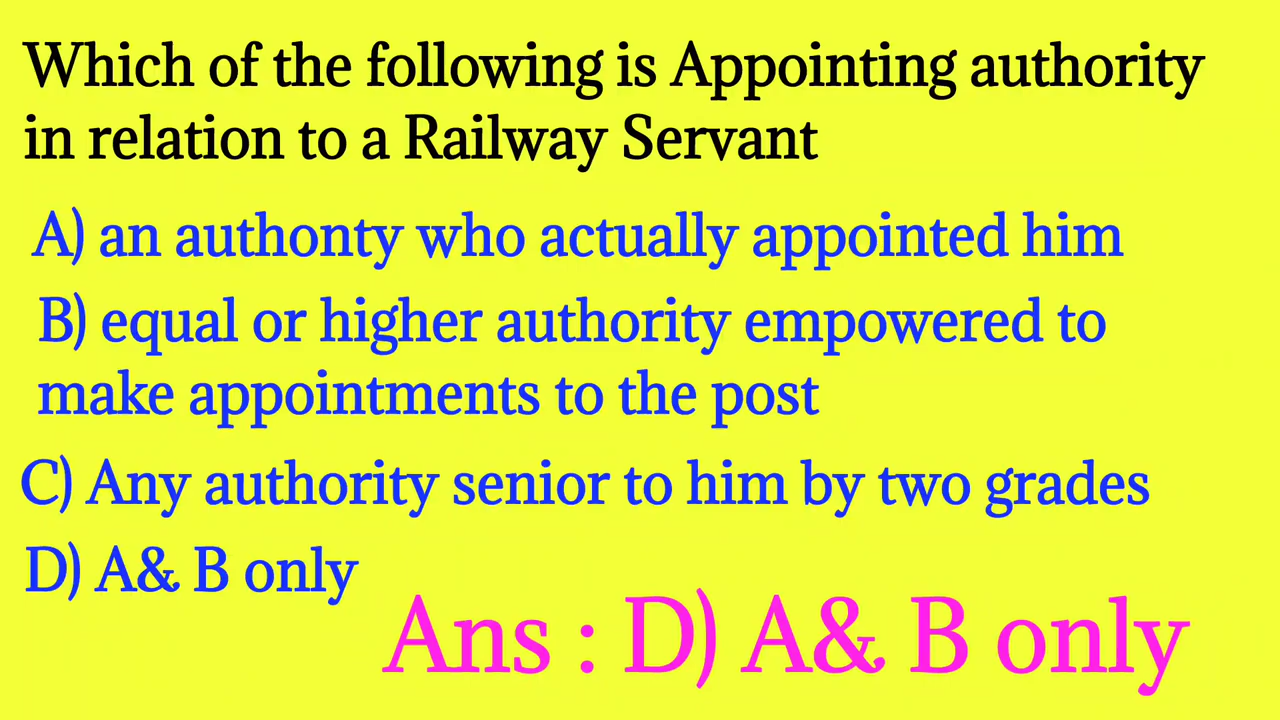 Which of the following is Appointing authority
in relation to a Railway Servant
A) an authonty who actually appointed him
B) equal or higher authority empowered to
make appointments to the post
C) Any authority senior to him by two grades
D) A& B only
Ans : D) A& B only